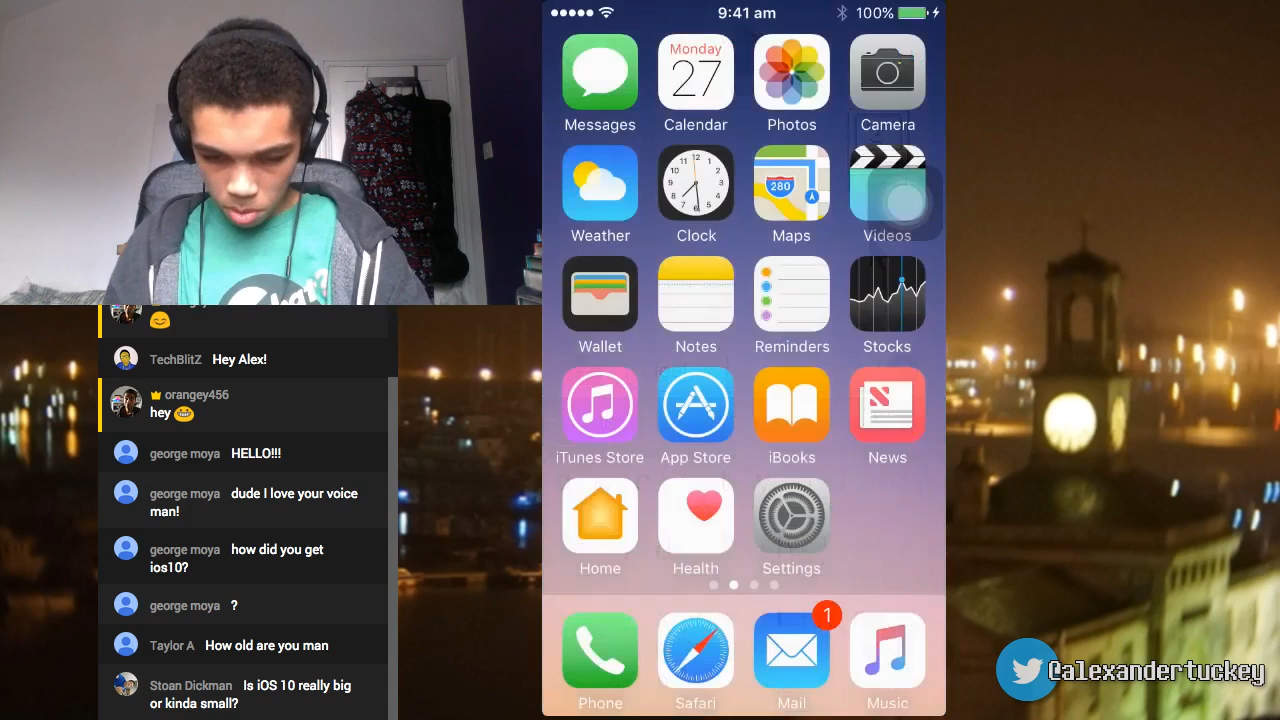 9:41 am
100%
Monday
27
Messages
Calendar
Photos
Camera
280
Weather
Clock
Maps
Videos
Wallet
Notes
Reminders
Stocks
iTunes Store
App Store
iBooks
News
Home
Health
Settings
1
Phone
Safari
Mail
Music
TechBlitZ Hey Alex!
orangey456
hey
george moya HELLO!!!
george moya dude I love your voice
man!
george moya how did you get
ios10?
george moya ?
Taylor A How old are you man
Stoan Dickman Is iOS 10 really big
or kinda small?
@alexandertuckey